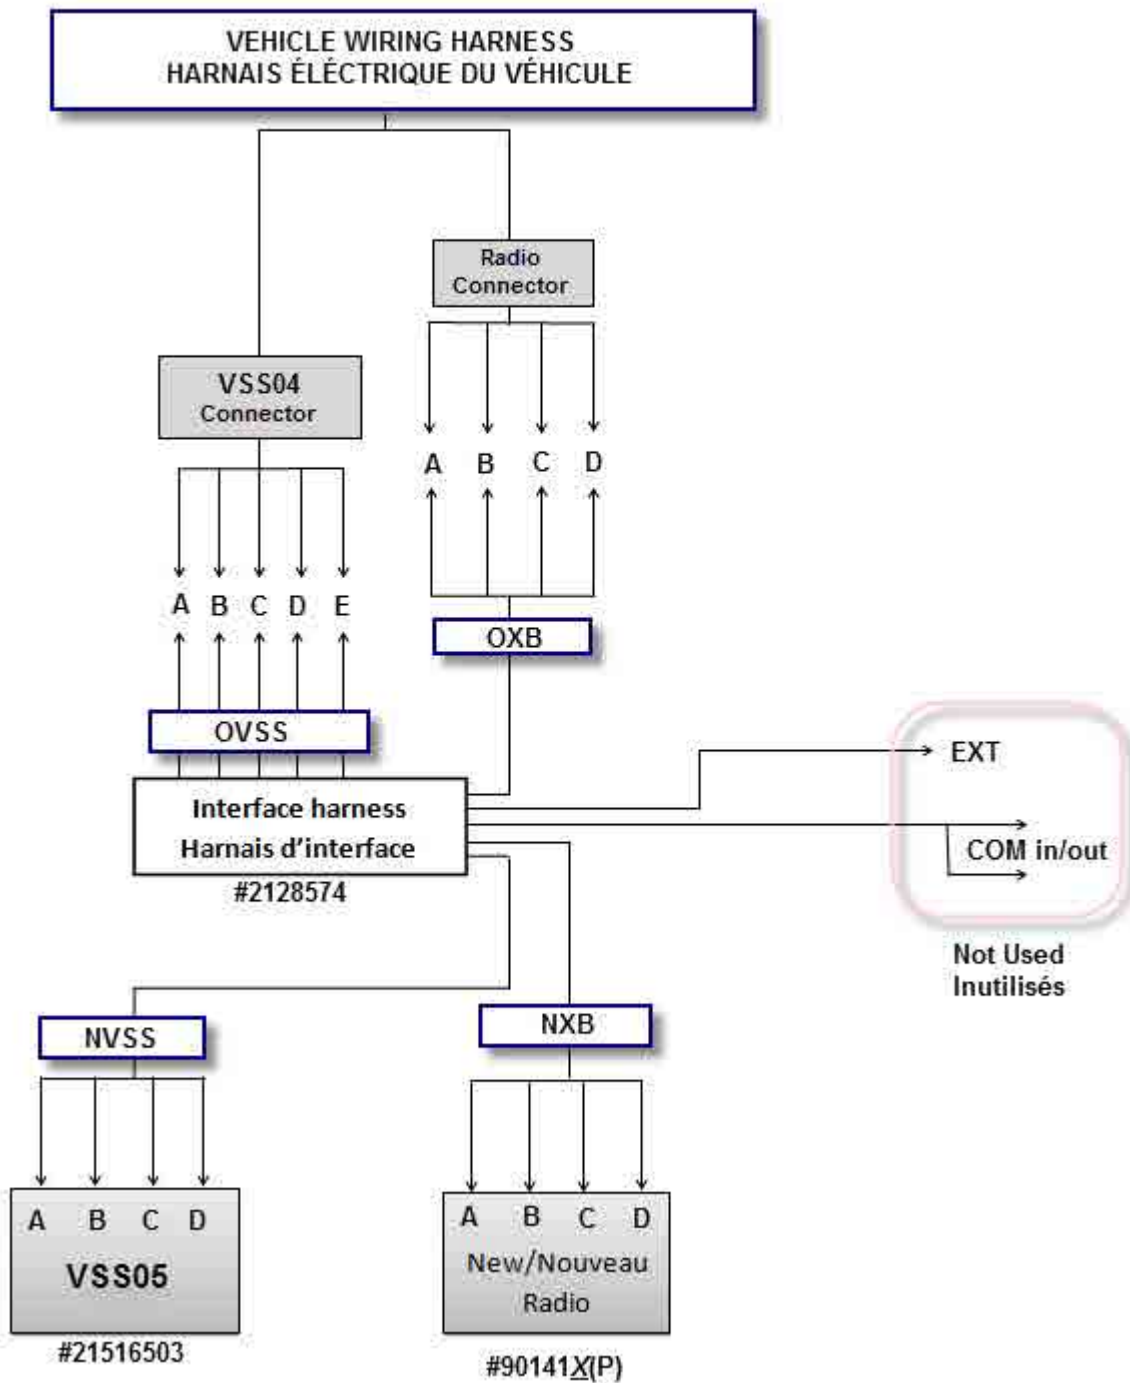 VEHICLE WIRING HARNESS
HARNAIS ÉLÉCTRIQUE DU VÉHICULE
Radio
Connector
VSS04
Connector
A B C D
A B C D E
OXB
OVSS
EXT
Interface harness
Harnais d'interface
COM in/out
#2128574
Not Used
Inutilisés
NVSS
NXB
A B C D
VSS05
#21516503
A B C D
New/Nouveau
Radio
#90141X(P)